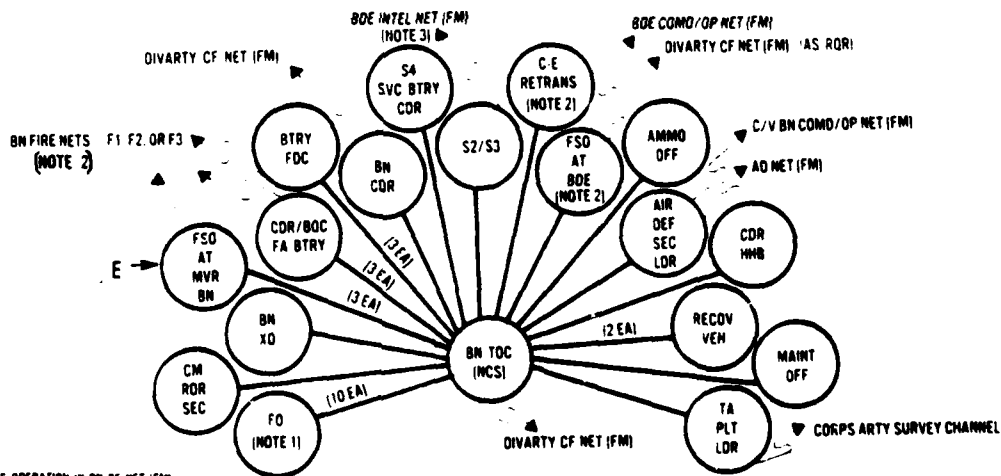 BDE INTEL NET (FM)
(NOTE 3)
BDE COMD/OP NET (FM)
DIVARTY CF NET (FM) (AS RQR)
DIVARTY CF NET (FM)
BN FIRE NETS F1 F2. OR F3
(NOTE 2)
C/V BN COMD/OP NET (FM)
AD NET (FM)
S4
SVC BTRY
CDR
C-E
RETRANS
(NOTE 2)
BTRY
FDC
BN
CDR
S2/S3
FSO
AT
BDE
(NOTE 2)
AMMO
OFF
CDR/BOC
FA BTRY
AIR
DEF
SEC
LDR
CDR
HHB
E
FSO
AT
MVR
BN
(3 EA)
(3 EA)
(3 EA)
BN
XO
BN TOC
(NCS)
(2 EA)
RECOV
VEH
MAINT
OFF
CM
RDR
SEC
(10 EA)
FO
(NOTE 1)
TA
PLT
LDR
DIVARTY CF NET (FM)
CORPS ARTY SURVEY CHANNEL